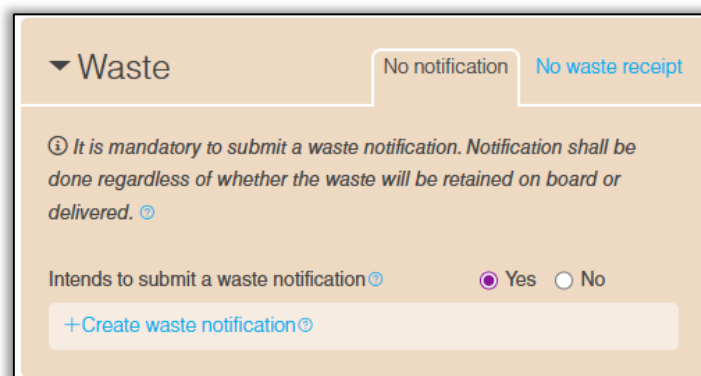 Waste
No notification
No waste receipt
It is mandatory to submit a waste notification. Notification shall be
done regardless of whether the waste will be retained on board or
delivered.
Intends to submit a waste notification
Yes
No
+Create waste notification